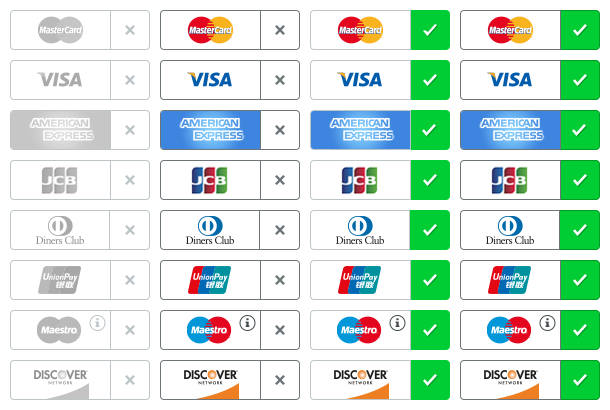 MasterCard MasterCard MasterCard MasterCard
VISA VISA VISA VISA
AMERICAN AMERICAN AMERICAN AMERICAN
EXPRESS EXPRESS EXPRESS EXPRESS
JCB JCB JCB JCB
Diners Club Diners Club Diners Club Diners Club
UnionPay UnionPay UnionPay UnionPay
银联 银联 银联 银联
Maestro i Maestro i Maestro i Maestro i
DISCOVER DISCOVER DISCOVER DISCOVER
NETWORK NETWORK NETWORK NETWORK